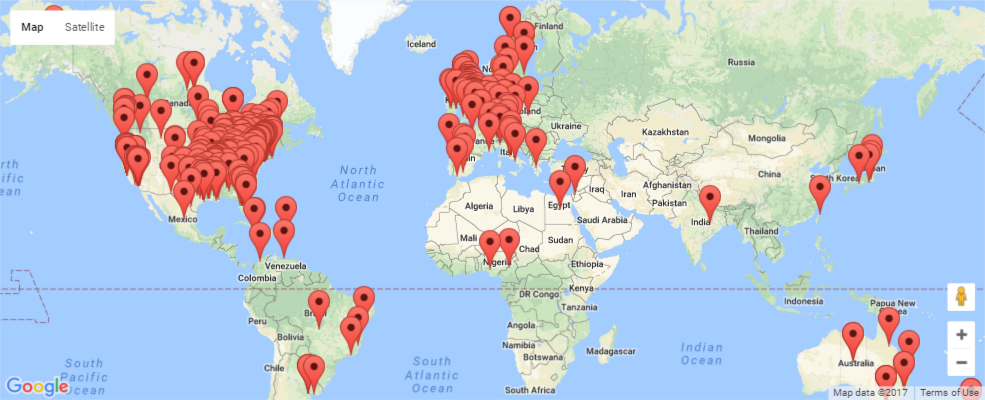 Map Satellite
Iceland
Finland
Russia
Ukraine
Kazakhstan
Mongolia
North
Atlantic
Ocean
China
South Korea
Afghanistan
Iraq
Iran
Pakistan
Algeria
Libya
Egypt
Saudi Arabia
India
Mexico
Mali
Chad
Sudan
Thailand
Nigeria
Ethiopia
Venezuela
Colombia
Kenya
DR Congo
Indonesia
Papua New
Tanzania
Peru
Angola
Bolivia
Namibia
Madagascar
Botswana
Indian
Ocean
Australia
Chile
South
Pacific
Ocean
South
Atlantic
Ocean
South Africa
Google
Map data ©2017 Terms of Use
+
−